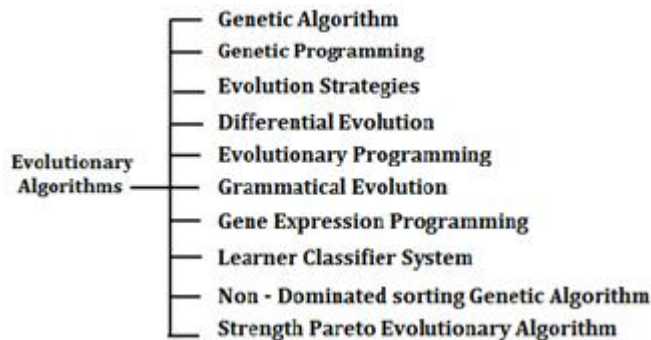 Genetic Algorithm
Genetic Programming
Evolution Strategies
Differential Evolution
Evolutionary Programming
Evolutionary
Algorithms
Grammatical Evolution
Gene Expression Programming
Learner Classifier System
Non - Dominated sorting Genetic Algorithm
Strength Pareto Evolutionary Algorithm